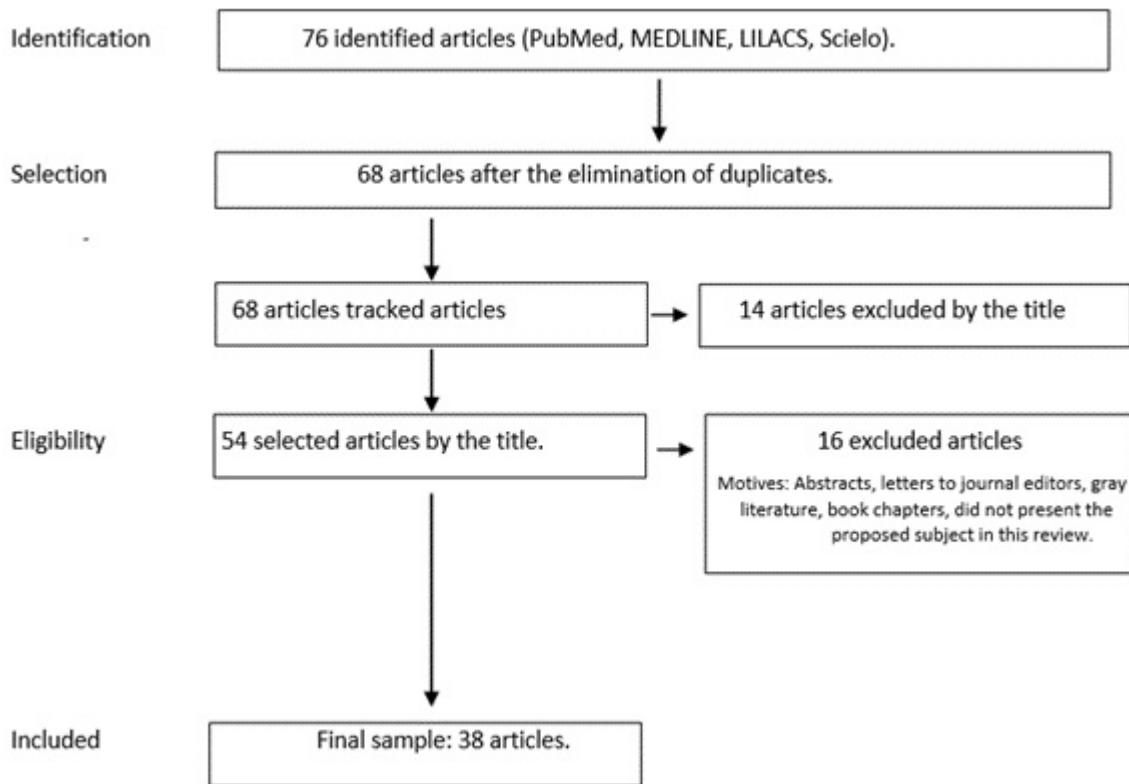 Identification
76 identified articles (PubMed, MEDLINE, LILACS, Scielo).
Selection
68 articles after the elimination of duplicates.
-
68 articles tracked articles
14 articles excluded by the title
Eligibility
54 selected articles by the title.
16 excluded articles
Motives: Abstracts, letters to journal editors, gray
literature, book chapters, did not present the
proposed subject in this review.
Included
Final sample: 38 articles.